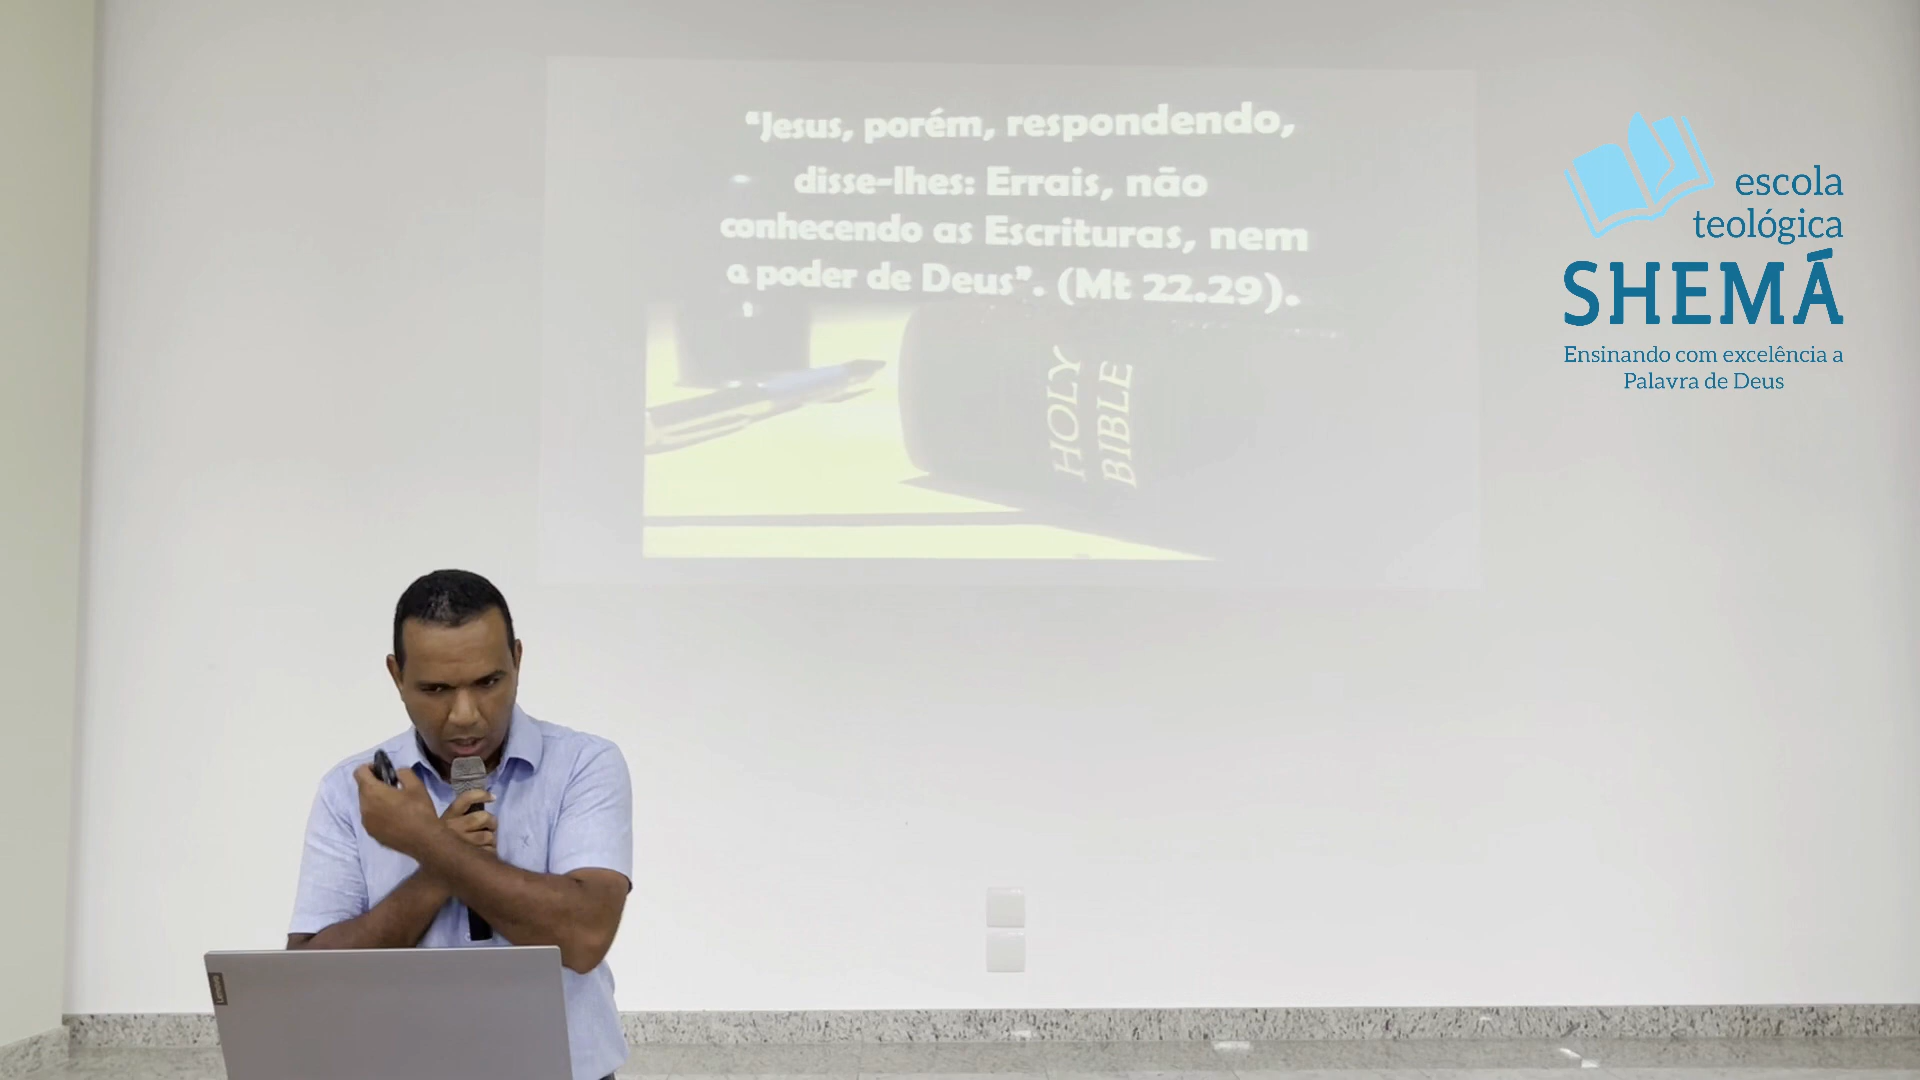 “Jesus, porém, respondendo,
disse-lhes: Errais, não
conhecendo as Escrituras, nem
o poder de Deus”. (Mt 22.29).
HOLY
BIBLE
escola
teológica
SHEMÁ
Ensinando com excelência a
Palavra de Deus
Lenovo